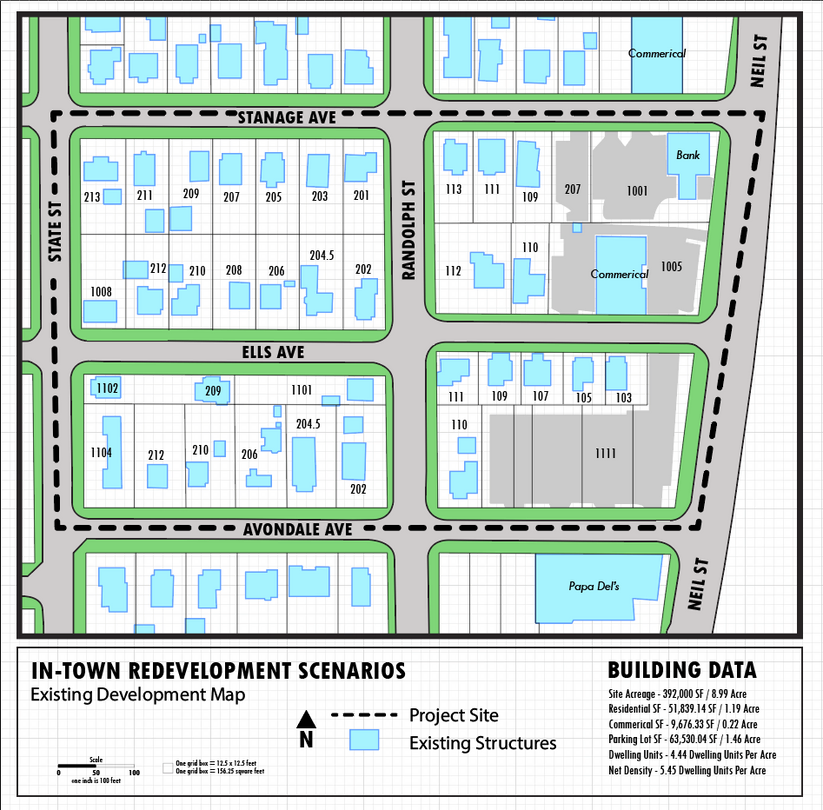 Commerical
NEIL ST
STANAGE AVE
Bank
213
211
209
207
205
203
201
113
111
109
207
1001
STATE ST
RANDOLPH ST
1008
212
210
208
206
204.5
202
112
110
Commerical
1005
ELLS AVE
1102
209
1101
111
109
107
105
103
1104
212
210
206
204.5
202
110
1111
AVONDALE AVE
NEIL ST
Papa Del's
IN-TOWN REDEVELOPMENT SCENARIOS
Existing Development Map
N
Project Site
Existing Structures
Scale
0 50 100
one inch is 100 feet
One grid box = 12.5 x 12.5 feet
One grid box = 156.25 square feet
BUILDING DATA
Site Acreage - 392,000 SF / 8.99 Acre
Residential SF - 51,839.14 SF / 1.19 Acre
Commerical SF - 9,676.33 SF / 0.22 Acre
Parking Lot SF - 63,530.04 SF / 1.46 Acre
Dwelling Units - 4.44 Dwelling Units Per Acre
Net Density - 5.45 Dwelling Units Per Acre